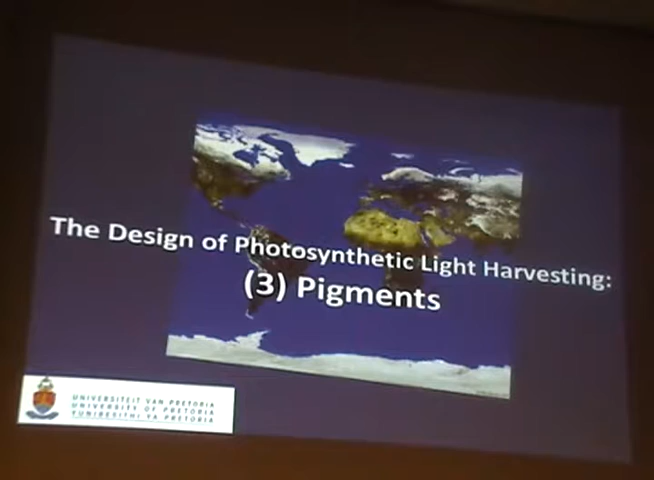 The Design of Photosynthetic Light Harvesting:
(3) Pigments
UNIVERSITEIT VAN PRETORIA
UNIVERSITY OF PRETORIA
YUNIBESITHI YA PRETORIA